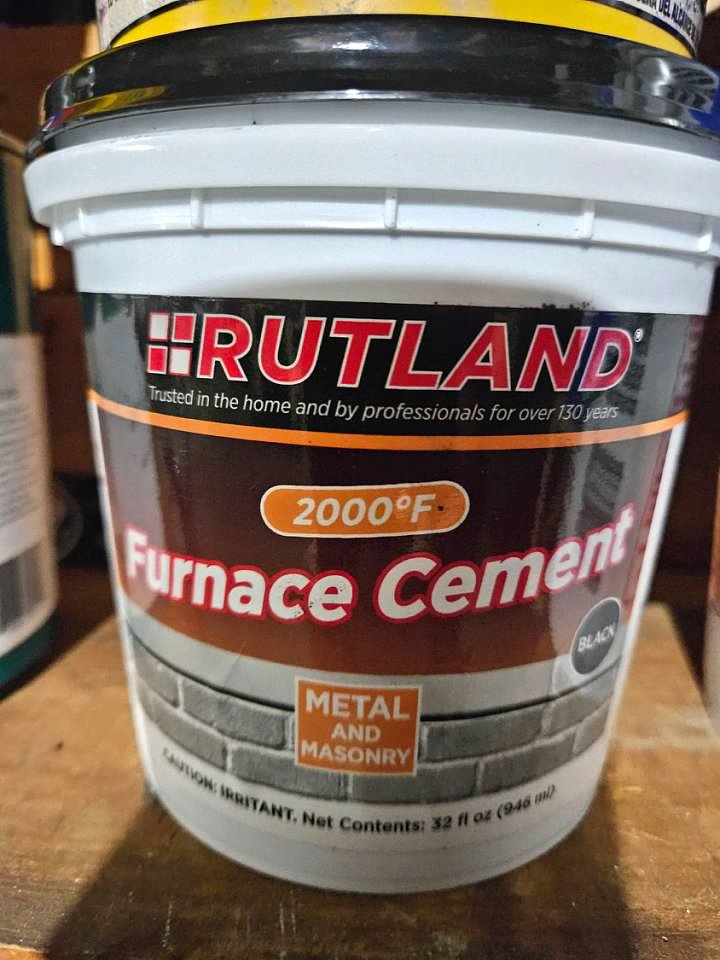 RUTLAND®
Trusted in the home and by professionals for over 130 years
2000°F
Furnace Cement
BLACK
METAL
AND
MASONRY
CAUTION: IRRITANT. Net Contents: 32 fl oz (946 ml)